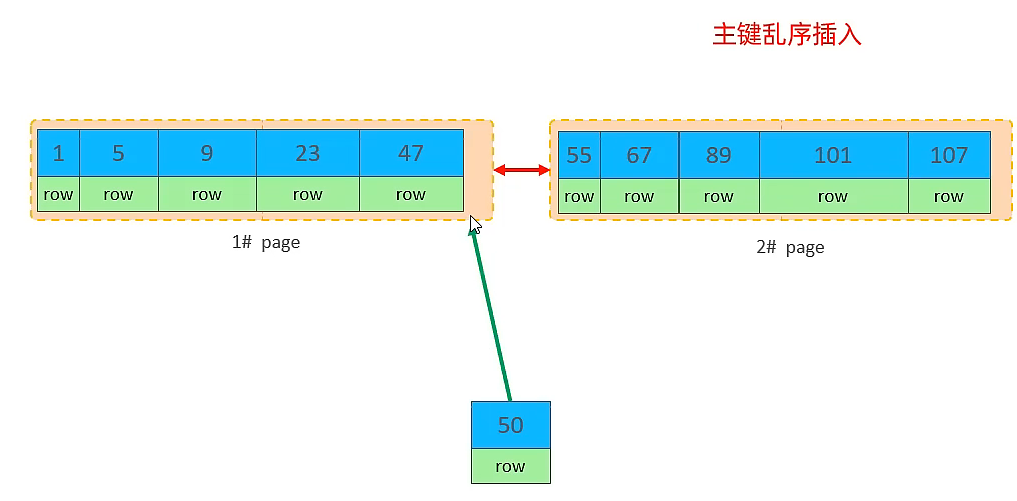 主键乱序插入
1 5 9 23 47
row row row row row
1# page
55 67 89 101 107
row row row row row
2# page
50
row